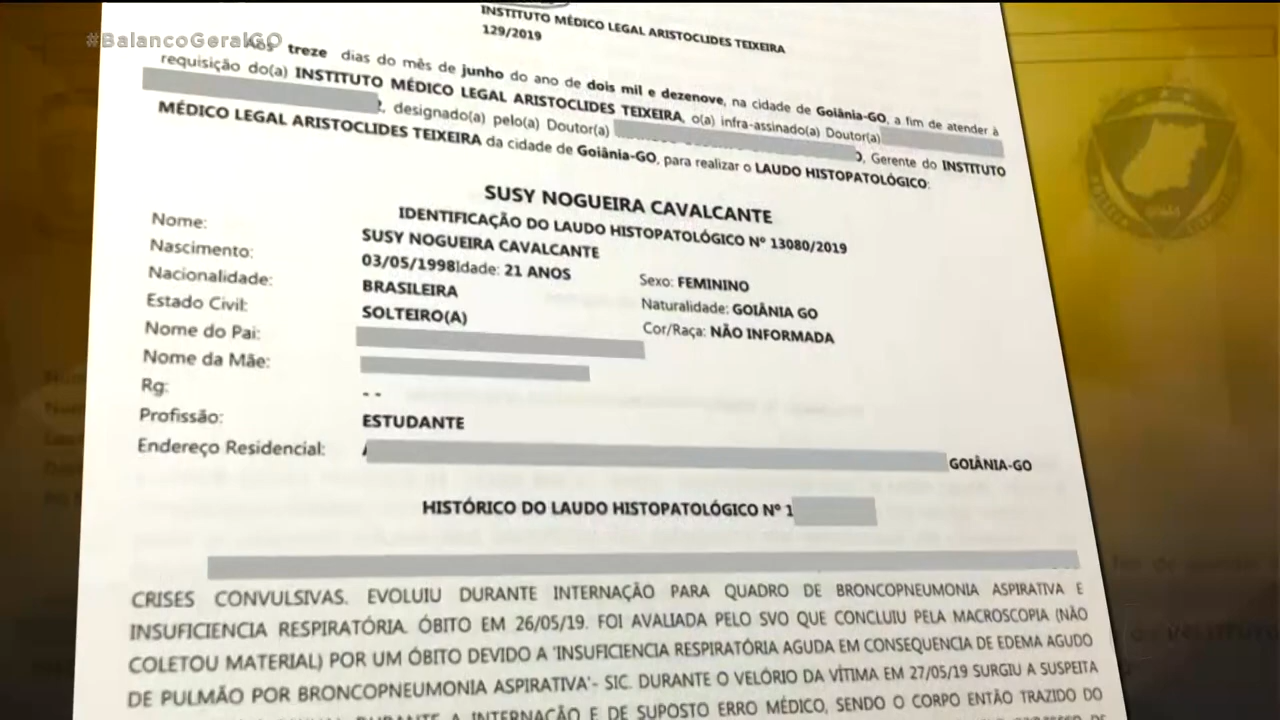 INSTITUTO MÉDICO LEGAL ARISTOCLIDES TEIXEIRA
129/2019
#BalancoGeralGO
Aos treze dias do mês de junho do ano de dois mil e dezenove, na cidade de Goiânia-GO, a fim de atender à
requisição do(a) INSTITUTO MÉDICO LEGAL ARISTOCLIDES TEIXEIRA, o(a) infra-assinado(a) Doutor(a)
, designado(a) pelo(a) Doutor(a) O, Gerente do INSTITUTO
MÉDICO LEGAL ARISTOCLIDES TEIXEIRA da cidade de Goiânia-GO, para realizar o LAUDO HISTOPATOLÓGICO:
SUSY NOGUEIRA CAVALCANTE
IDENTIFICAÇÃO DO LAUDO HISTOPATOLÓGICO Nº 13080/2019
Nome: SUSY NOGUEIRA CAVALCANTE
Nascimento: 03/05/1998Idade: 21 ANOS Sexo: FEMININO
Nacionalidade: BRASILEIRA Naturalidade: GOIÂNIA GO
Estado Civil: SOLTEIRO(A) Cor/Raça: NÃO INFORMADA
Nome do Pai:
Nome da Mãe:
Rg: - -
Profissão: ESTUDANTE
Endereço Residencial: GOIÂNIA-GO
HISTÓRICO DO LAUDO HISTOPATOLÓGICO Nº 1
CRISES CONVULSIVAS. EVOLUIU DURANTE INTERNAÇÃO PARA QUADRO DE BRONCOPNEUMONIA ASPIRATIVA E
INSUFICIENCIA RESPIRATÓRIA. ÓBITO EM 26/05/19. FOI AVALIADA PELO SVO QUE CONCLUIU PELA MACROSCOPIA (NÃO
COLETOU MATERIAL) POR UM ÓBITO DEVIDO A 'INSUFICIENCIA RESPIRATÓRIA AGUDA EM CONSEQUENCIA DE EDEMA AGUDO
DE PULMÃO POR BRONCOPNEUMONIA ASPIRATIVA'- SIC. DURANTE O VELÓRIO DA VÍTIMA EM 27/05/19 SURGIU A SUSPEITA
DURANTE A INTERNAÇÃO E DE SUPOSTO ERRO MÉDICO, SENDO O CORPO ENTÃO TRAZIDO DO